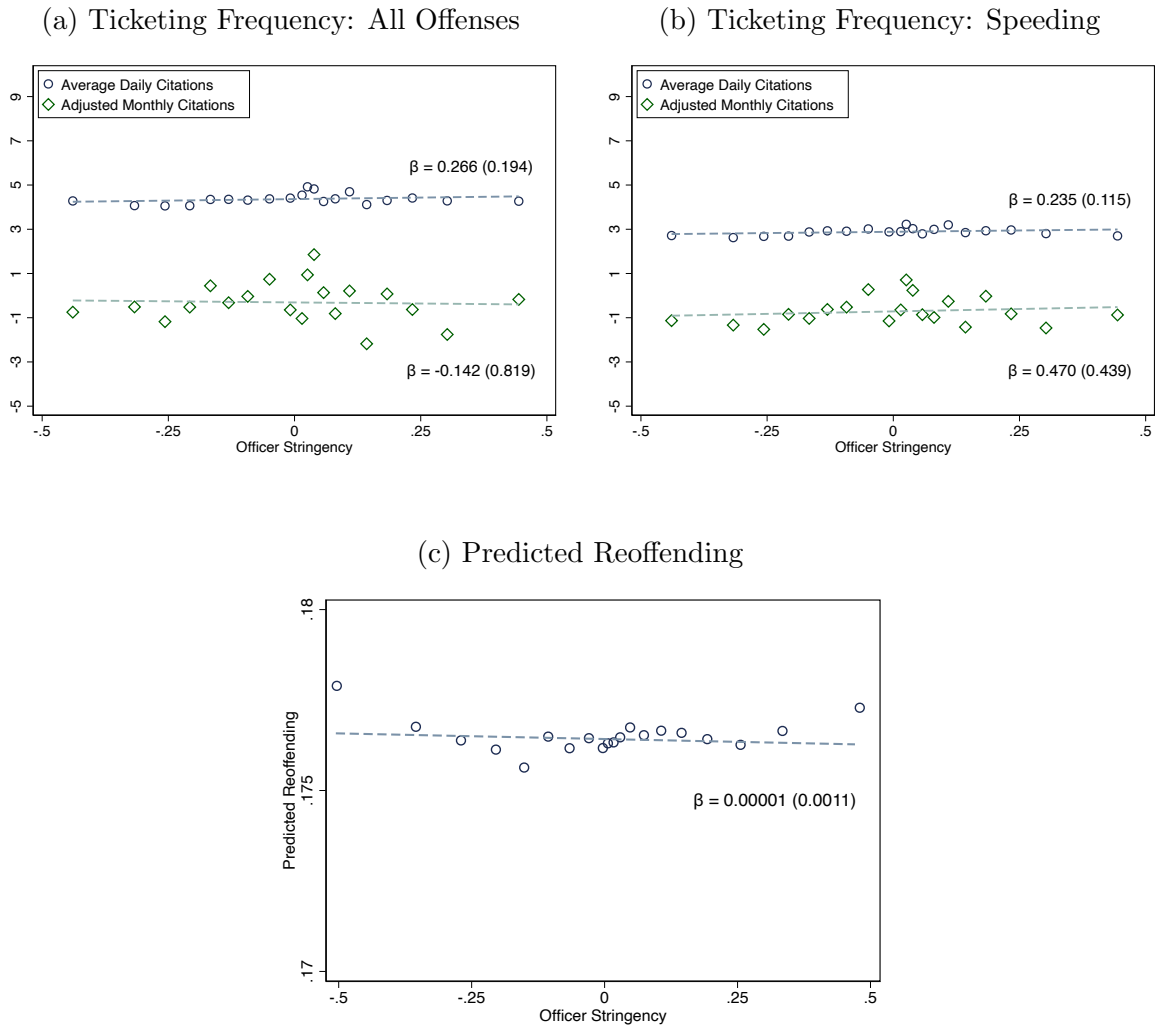 (a) Ticketing Frequency: All Offenses
Average Daily Citations
Adjusted Monthly Citations
9
7
5
3
1
-1
-3
-5
β = 0.266 (0.194)
β = -0.142 (0.819)
-.5 -.25 0 .25 .5
Officer Stringency
(b) Ticketing Frequency: Speeding
Average Daily Citations
Adjusted Monthly Citations
9
7
5
3
1
-1
-3
-5
β = 0.235 (0.115)
β = 0.470 (0.439)
-.5 -.25 0 .25 .5
Officer Stringency
(c) Predicted Reoffending
Predicted Reoffending
.18
.175
.17
β = 0.00001 (0.0011)
-.5 -.25 0 .25 .5
Officer Stringency